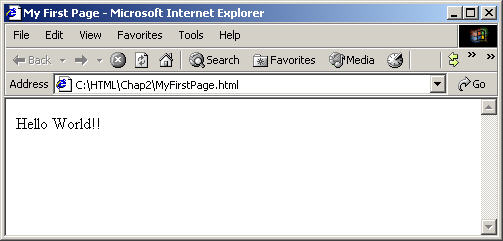 My First Page - Microsoft Internet Explorer
File Edit View Favorites Tools Help
Back Search Favorites Media
Address C:\HTML\Chap2\MyFirstPage.html Go
Hello World!!